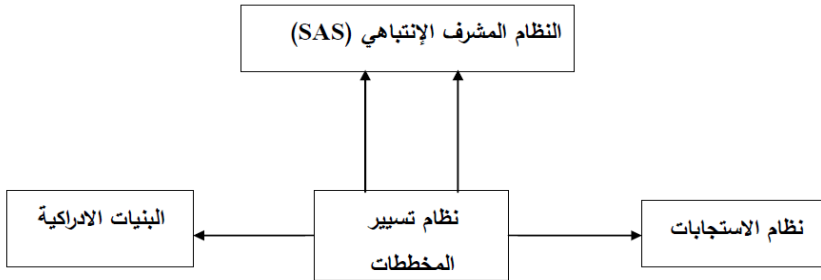 النظام المشرف الإنتباهي (SAS)
نظام الاستجابات
نظام تسيير
المخططات
البنيات الادراكية